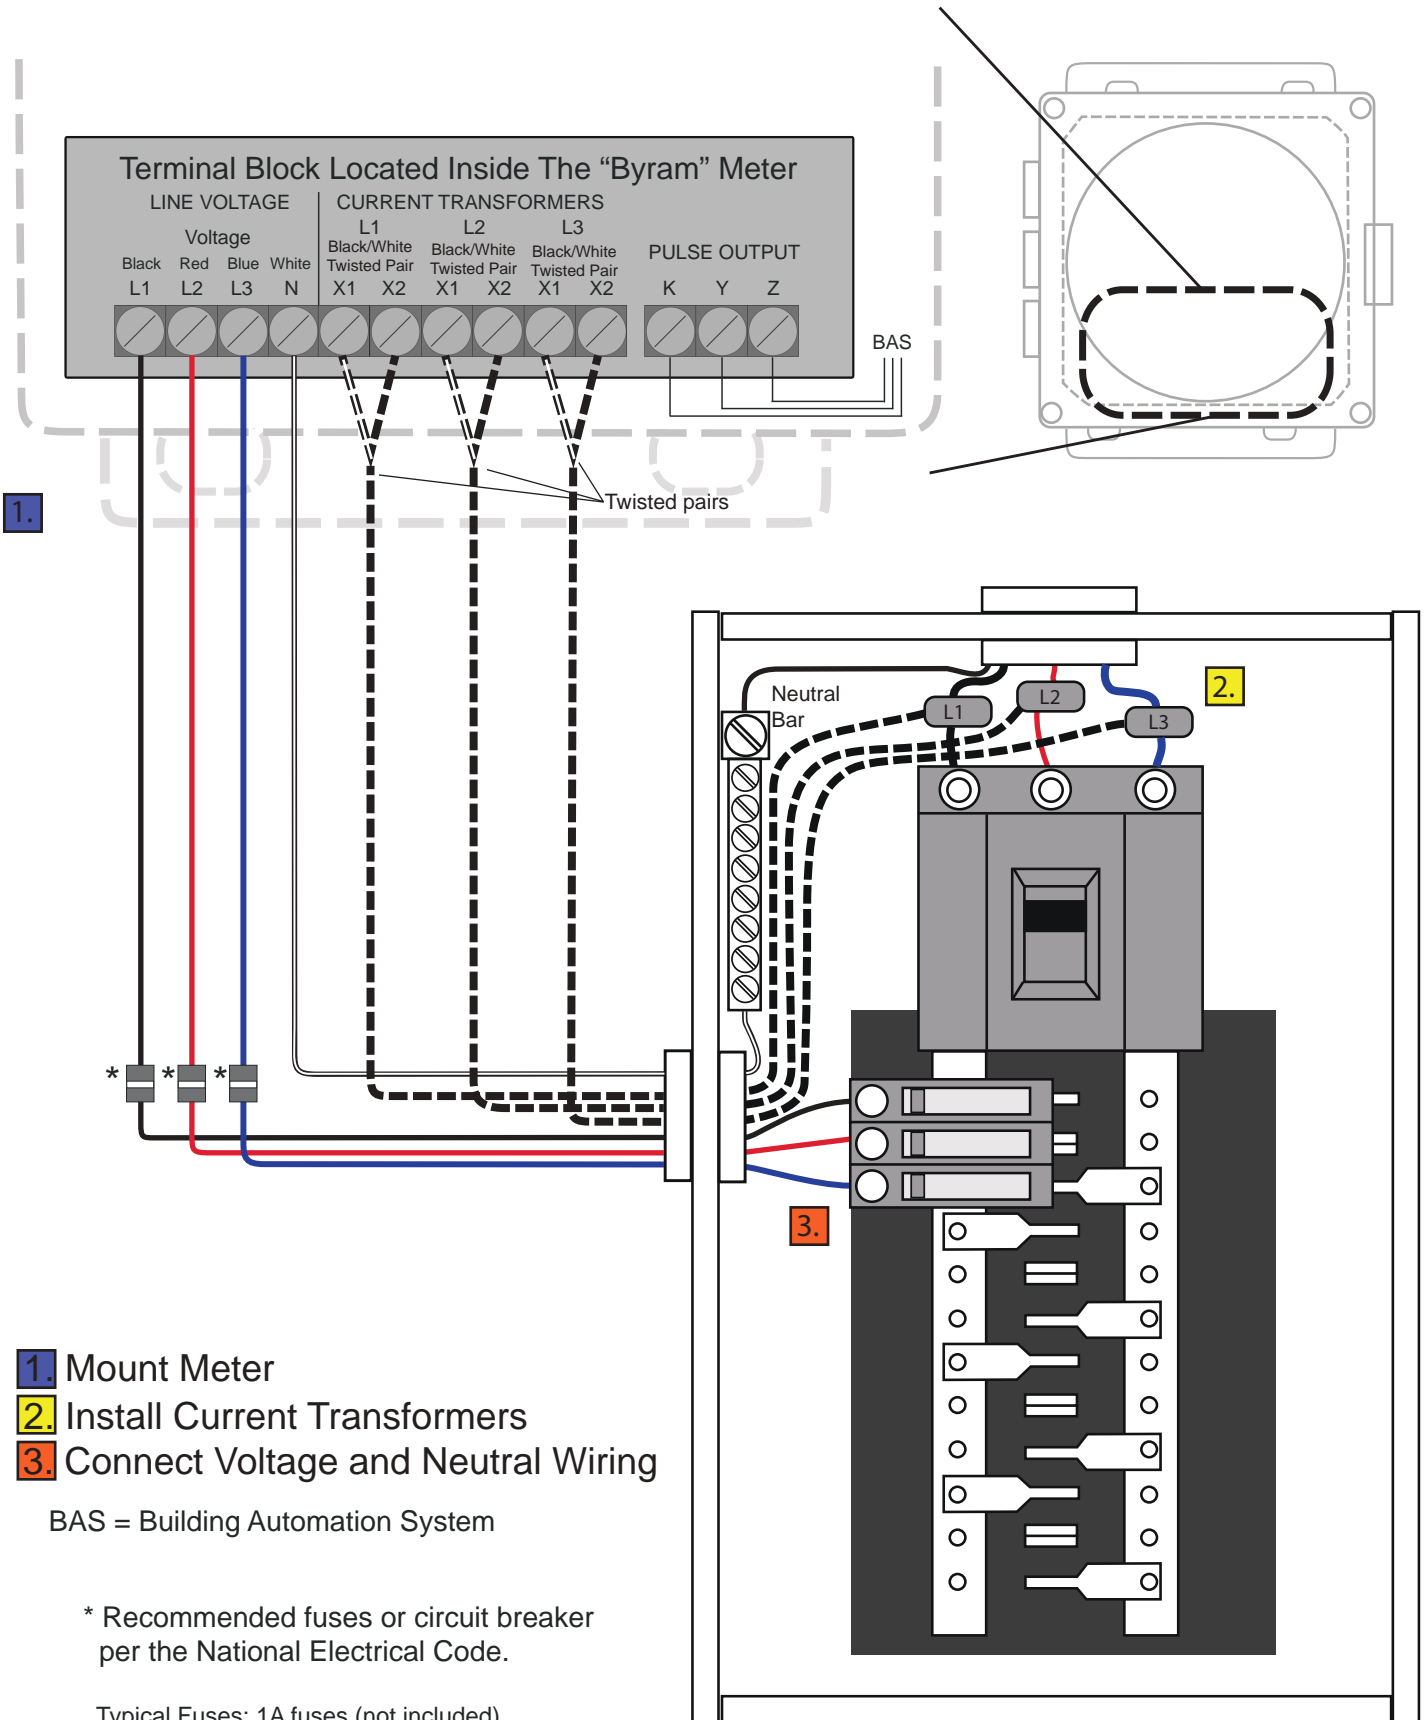 Terminal Block Located Inside The “Byram” Meter
LINE VOLTAGE
CURRENT TRANSFORMERS
Voltage
L1
L2
L3
Black/White
Twisted Pair
Black/White
Twisted Pair
Black/White
Twisted Pair
PULSE OUTPUT
Black Red Blue White
L1 L2 L3 N X1 X2 X1 X2 X1 X2 K Y Z
BAS
Twisted pairs
1.
Neutral
Bar
L1
L2
L3
2.
* * *
3.
1. Mount Meter
2. Install Current Transformers
3. Connect Voltage and Neutral Wiring
BAS = Building Automation System
* Recommended fuses or circuit breaker
per the National Electrical Code.
Typical Fuses: 1A fuses (not included)